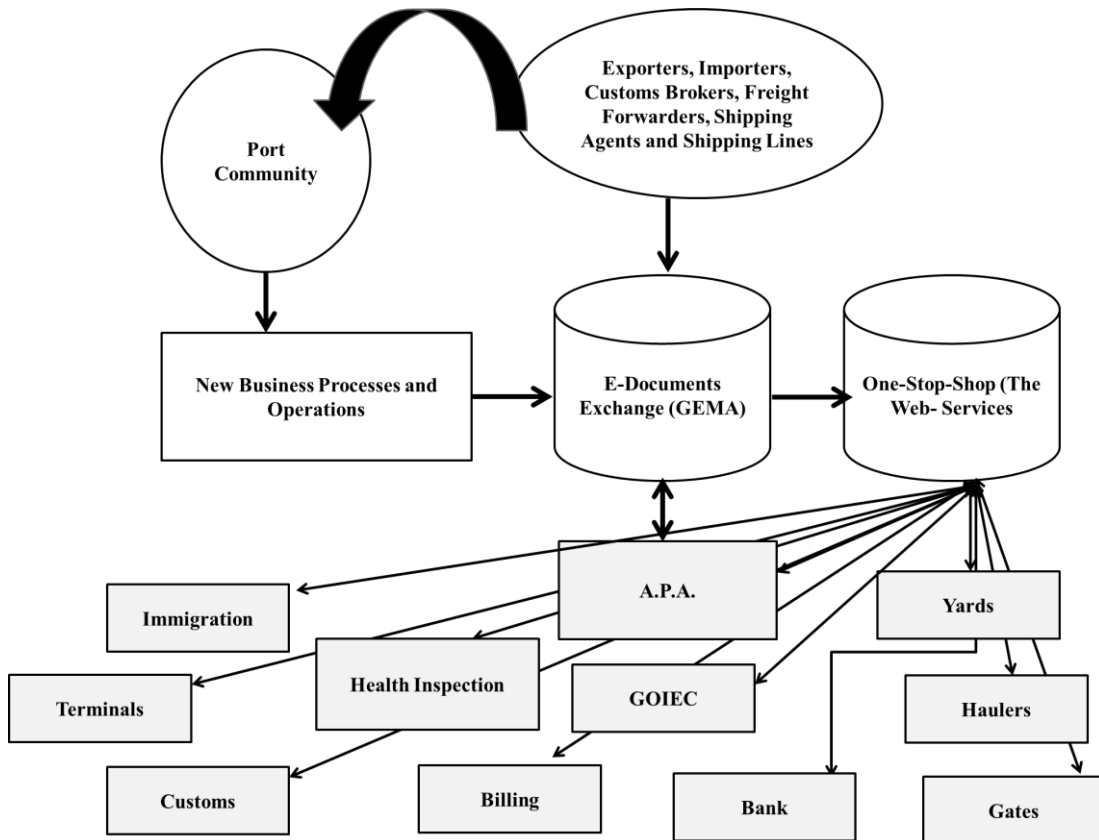 Exporters, Importers,
Customs Brokers, Freight
Forwarders, Shipping
Agents and Shipping Lines
Port
Community
New Business Processes and
Operations
E-Documents
Exchange (GEMA)
One-Stop-Shop (The
Web- Services
A.P.A.
Immigration
Yards
Health Inspection
Terminals
GOIEC
Haulers
Customs
Billing
Bank
Gates